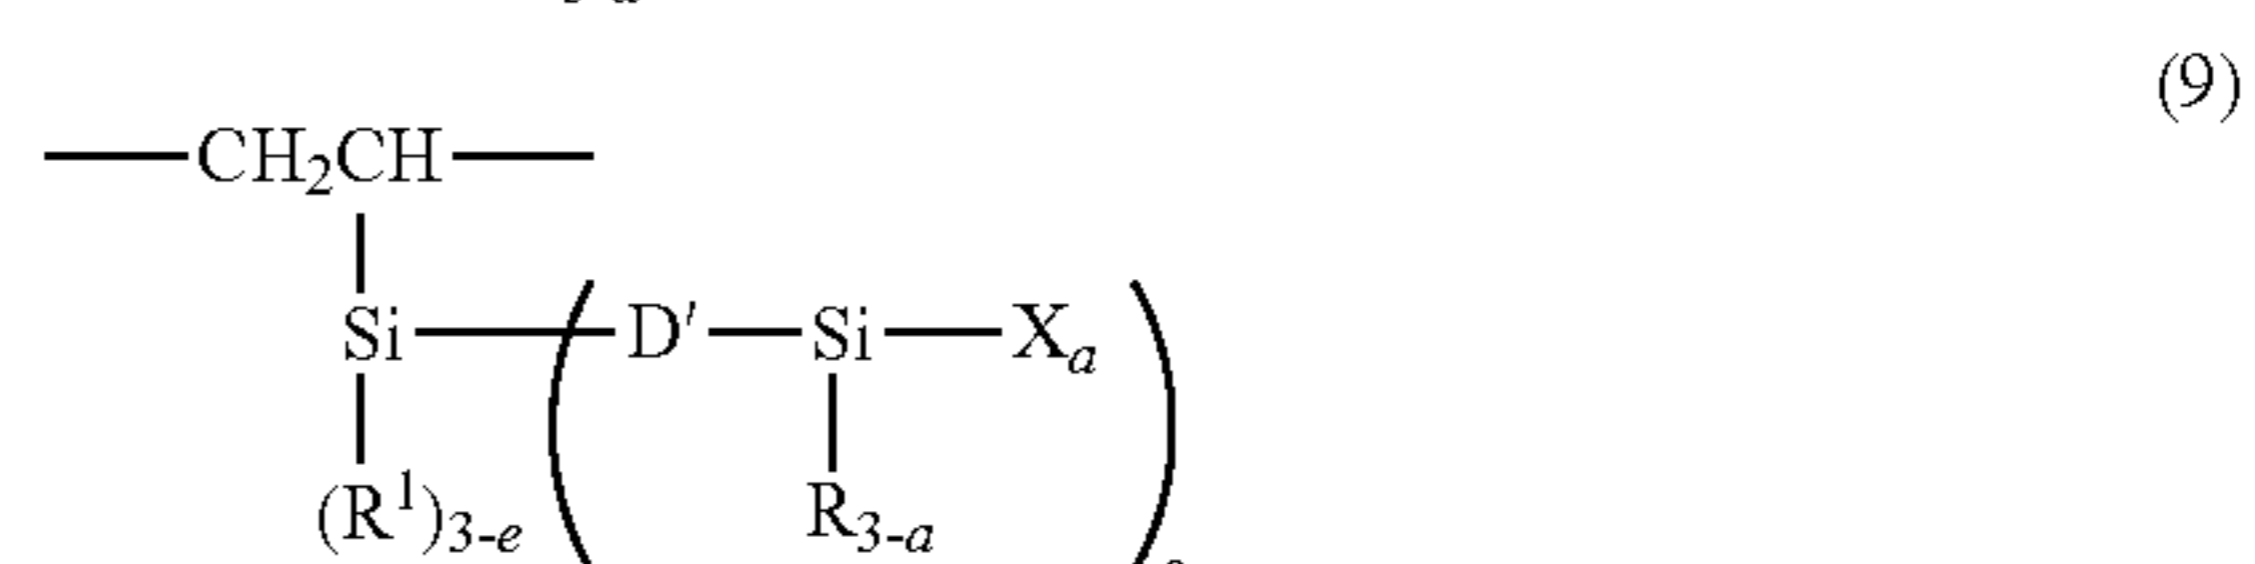 (9)
—CH₂CH—
Si—(D′—Si—Xₐ)
(R¹)₃₋ₑ R₃₋ₐ